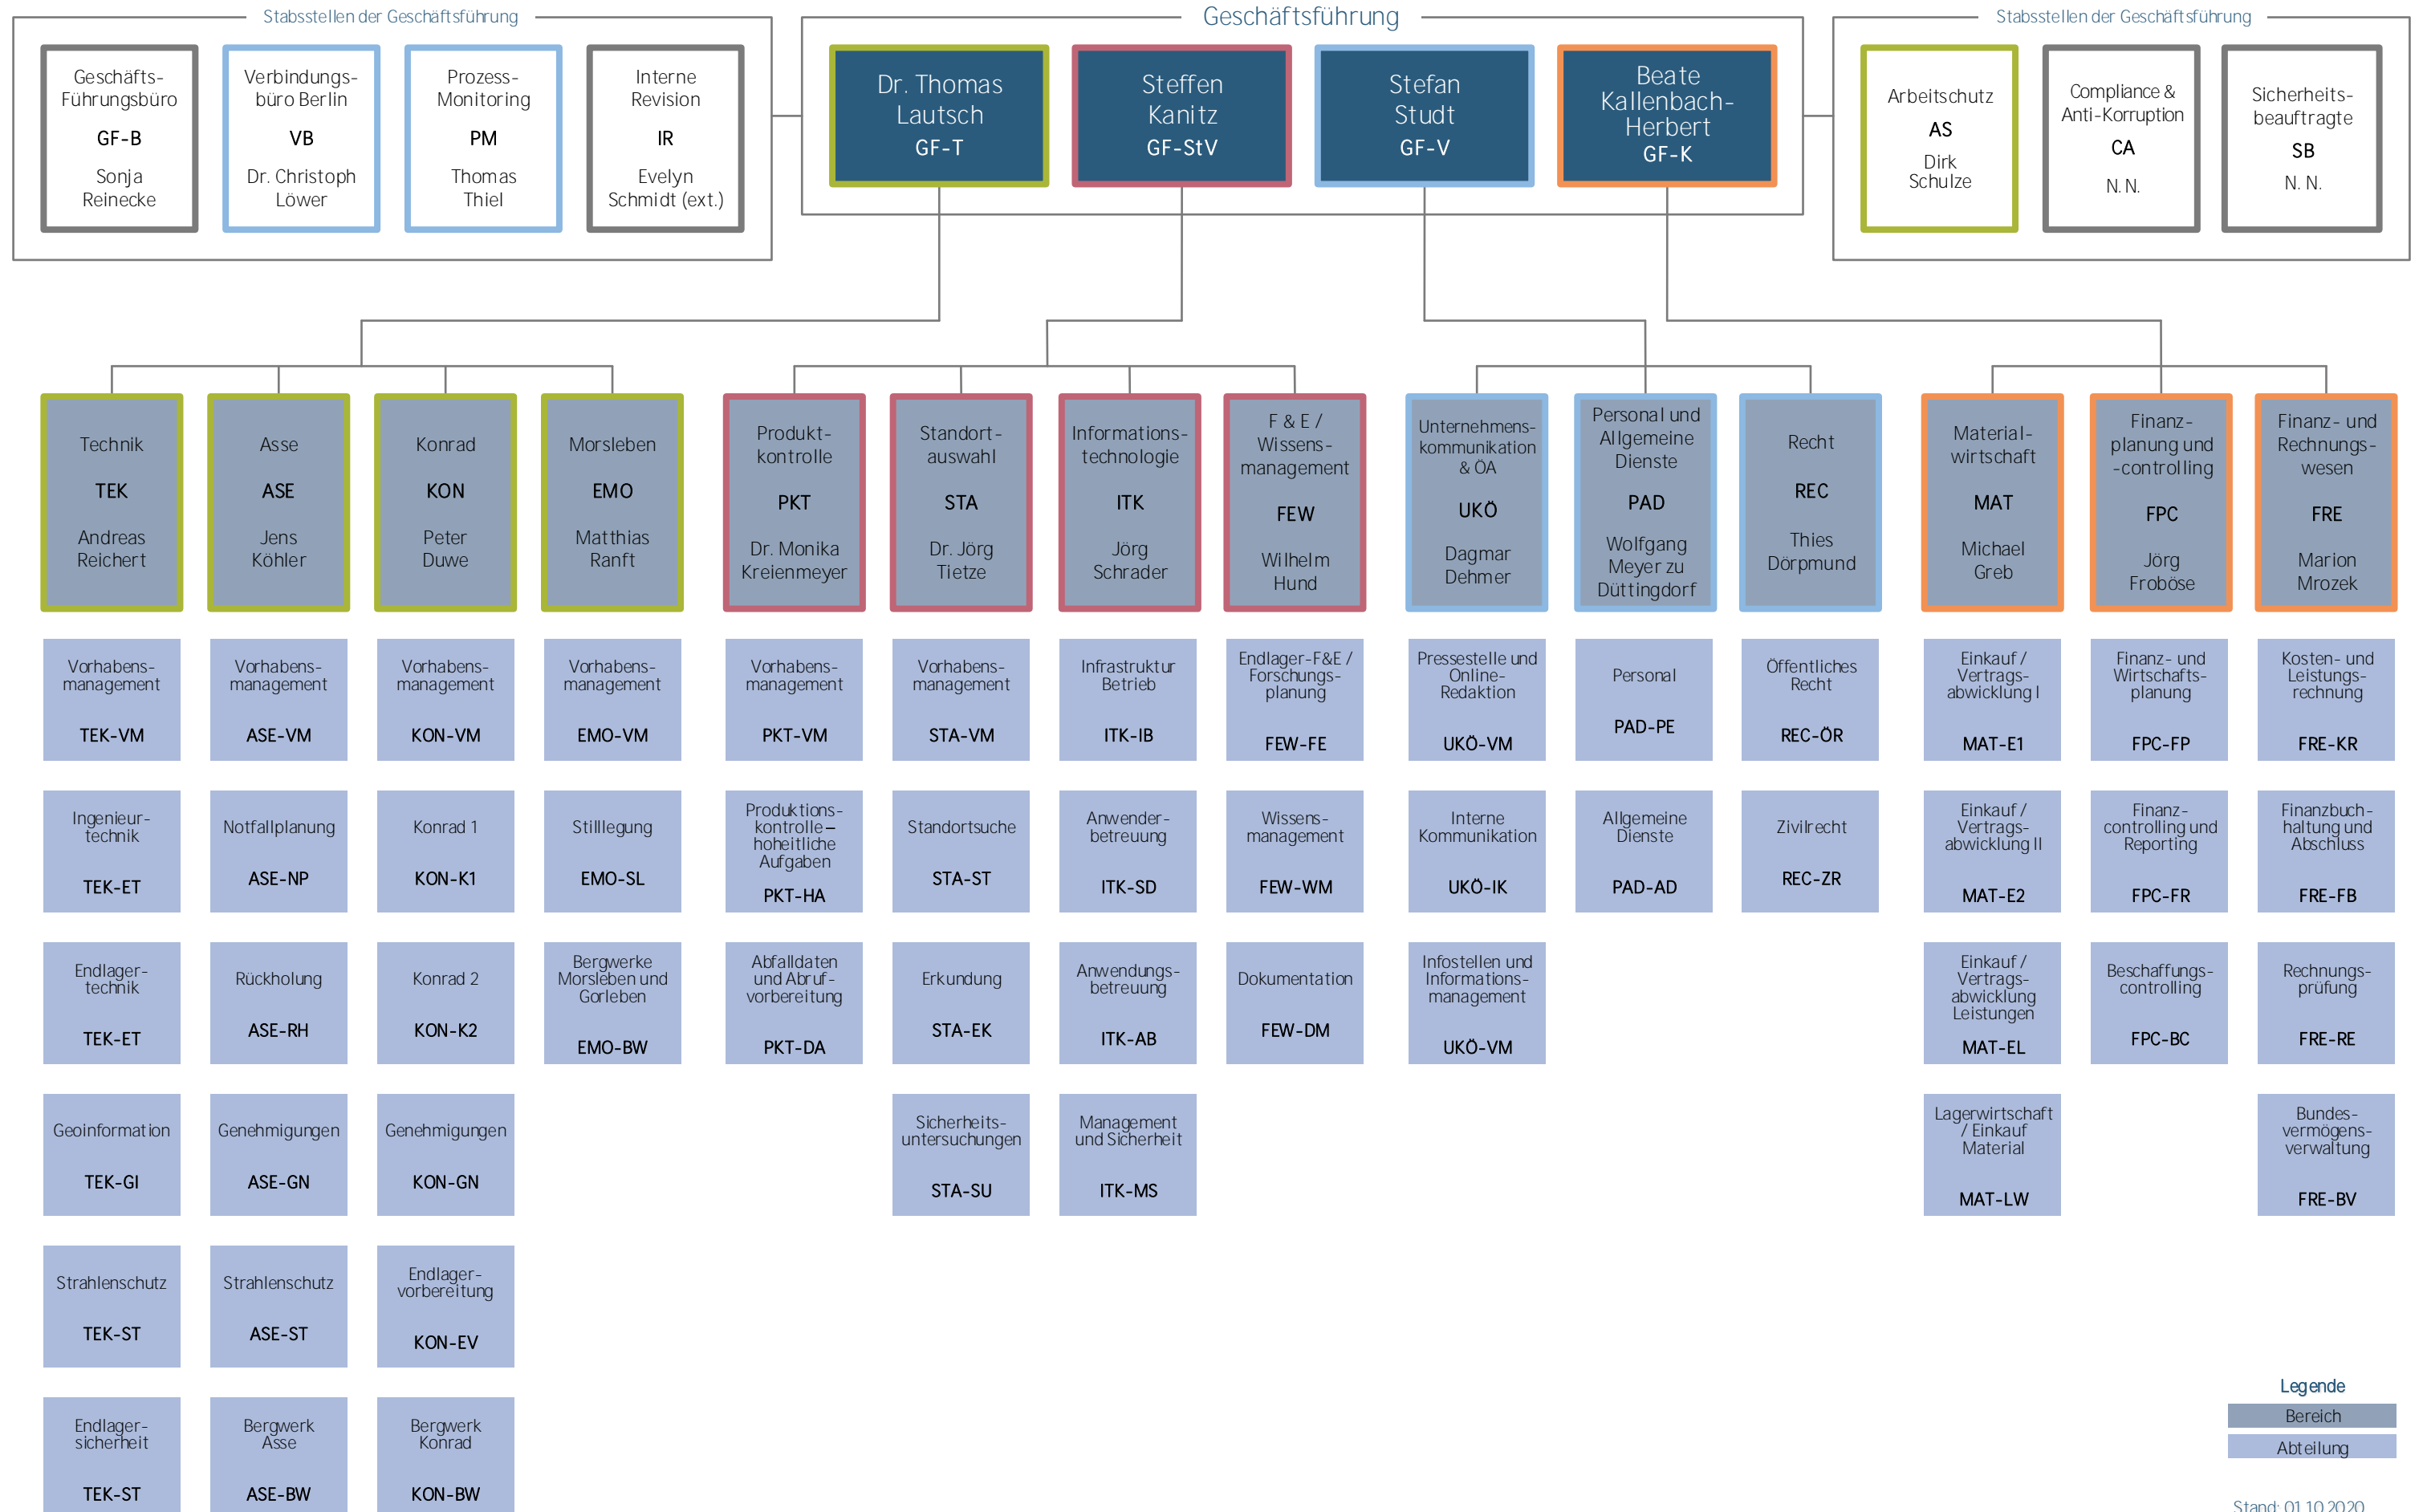 Stabsstellen der Geschäftsführung
Geschäfts-
Führungsbüro
GF-B
Sonja
Reinecke
Verbindungs-
büro Berlin
VB
Dr. Christoph
Löwer
Prozess-
Monitoring
PM
Thomas
Thiel
Interne
Revision
IR
Evelyn
Schmidt (ext.)
Geschäftsführung
Dr. Thomas
Lautsch
GF-T
Steffen
Kanitz
GF-StV
Stefan
Studt
GF-V
Beate
Kallenbach-
Herbert
GF-K
Stabsstellen der Geschäftsführung
Arbeitschutz
AS
Dirk
Schulze
Compliance &
Anti-Korruption
CA
N. N.
Sicherheits-
beauftragte
SB
N. N.
Technik
TEK
Andreas
Reichert
Asse
ASE
Jens
Köhler
Konrad
KON
Peter
Duwe
Morsleben
EMO
Matthias
Ranft
Produkt-
kontrolle
PKT
Dr. Monika
Kreienmeyer
Standort-
auswahl
STA
Dr. Jörg
Tietze
Informations-
technologie
ITK
Jörg
Schrader
F & E /
Wissens-
management
FEW
Wilhelm
Hund
Unternehmens-
kommunikation
& ÖA
UKÖ
Dagmar
Dehmer
Personal und
Allgemeine
Dienste
PAD
Wolfgang
Meyer zu
Düttingdorf
Recht
REC
Thies
Dörpmund
Material-
wirtschaft
MAT
Michael
Greb
Finanz-
planung und
-controlling
FPC
Jörg
Froböse
Finanz- und
Rechnungs-
wesen
FRE
Marion
Mrozek
Vorhabens-
management
TEK-VM
Vorhabens-
management
ASE-VM
Vorhabens-
management
KON-VM
Vorhabens-
management
EMO-VM
Vorhabens-
management
PKT-VM
Vorhabens-
management
STA-VM
Infrastruktur
Betrieb
ITK-IB
Endlager-F&E /
Forschungs-
planung
FEW-FE
Pressestelle und
Online-
Redaktion
UKÖ-VM
Personal
PAD-PE
Öffentliches
Recht
REC-ÖR
Einkauf /
Vertrags-
abwicklung I
MAT-E1
Finanz- und
Wirtschafts-
planung
FPC-FP
Kosten- und
Leistungs-
rechnung
FRE-KR
Ingenieur-
technik
TEK-ET
Notfallplanung
ASE-NP
Konrad 1
KON-K1
Stilllegung
EMO-SL
Produktions-
kontrolle –
hoheitliche
Aufgaben
PKT-HA
Standortsuche
STA-ST
Anwender-
betreuung
ITK-SD
Wissens-
management
FEW-WM
Interne
Kommunikation
UKÖ-IK
Allgemeine
Dienste
PAD-AD
Zivilrecht
REC-ZR
Einkauf /
Vertrags-
abwicklung II
MAT-E2
Finanz-
controlling und
Reporting
FPC-FR
Finanzbuch-
haltung und
Abschluss
FRE-FB
Endlager-
technik
TEK-ET
Rückholung
ASE-RH
Konrad 2
KON-K2
Bergwerke
Morsleben und
Gorleben
EMO-BW
Abfalldaten
und Abruf-
vorbereitung
PKT-DA
Erkundung
STA-EK
Anwendungs-
betreuung
ITK-AB
Dokumentation
FEW-DM
Infostellen und
Informations-
management
UKÖ-VM
Einkauf /
Vertrags-
abwicklung
Leistungen
MAT-EL
Beschaffungs-
controlling
FPC-BC
Rechnungs-
prüfung
FRE-RE
Geoinformation
TEK-GI
Genehmigungen
ASE-GN
Genehmigungen
KON-GN
Sicherheits-
untersuchungen
STA-SU
Management
und Sicherheit
ITK-MS
Lagerwirtschaft
/ Einkauf
Material
MAT-LW
Bundes-
vermögens-
verwaltung
FRE-BV
Strahlenschutz
TEK-ST
Strahlenschutz
ASE-ST
Endlager-
vorbereitung
KON-EV
Endlager-
sicherheit
TEK-ST
Bergwerk
Asse
ASE-BW
Bergwerk
Konrad
KON-BW
Legende
Bereich
Abteilung
Stand: 01.10.2020